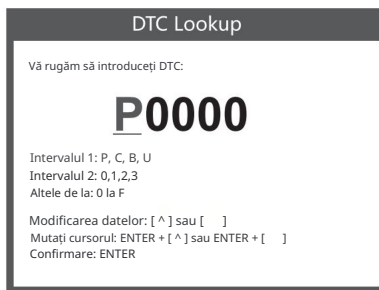 DTC Lookup
Vă rugăm să introduceți DTC:
P0000
Intervalul 1: P, C, B, U
Intervalul 2: 0,1,2,3
Altele de la: 0 la F
Modificarea datelor: [ ^ ] sau [ ]
Mutați cursorul: ENTER + [ ^ ] sau ENTER + [ ]
Confirmare: ENTER